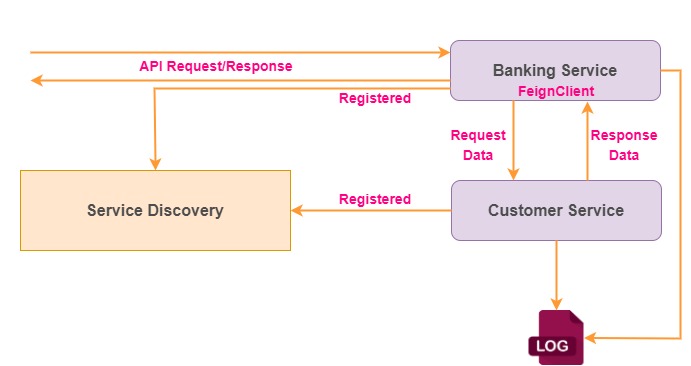 API Request/Response
Banking Service
FeignClient
Registered
Request
Data
Response
Data
Service Discovery
Registered
Customer Service
LOG